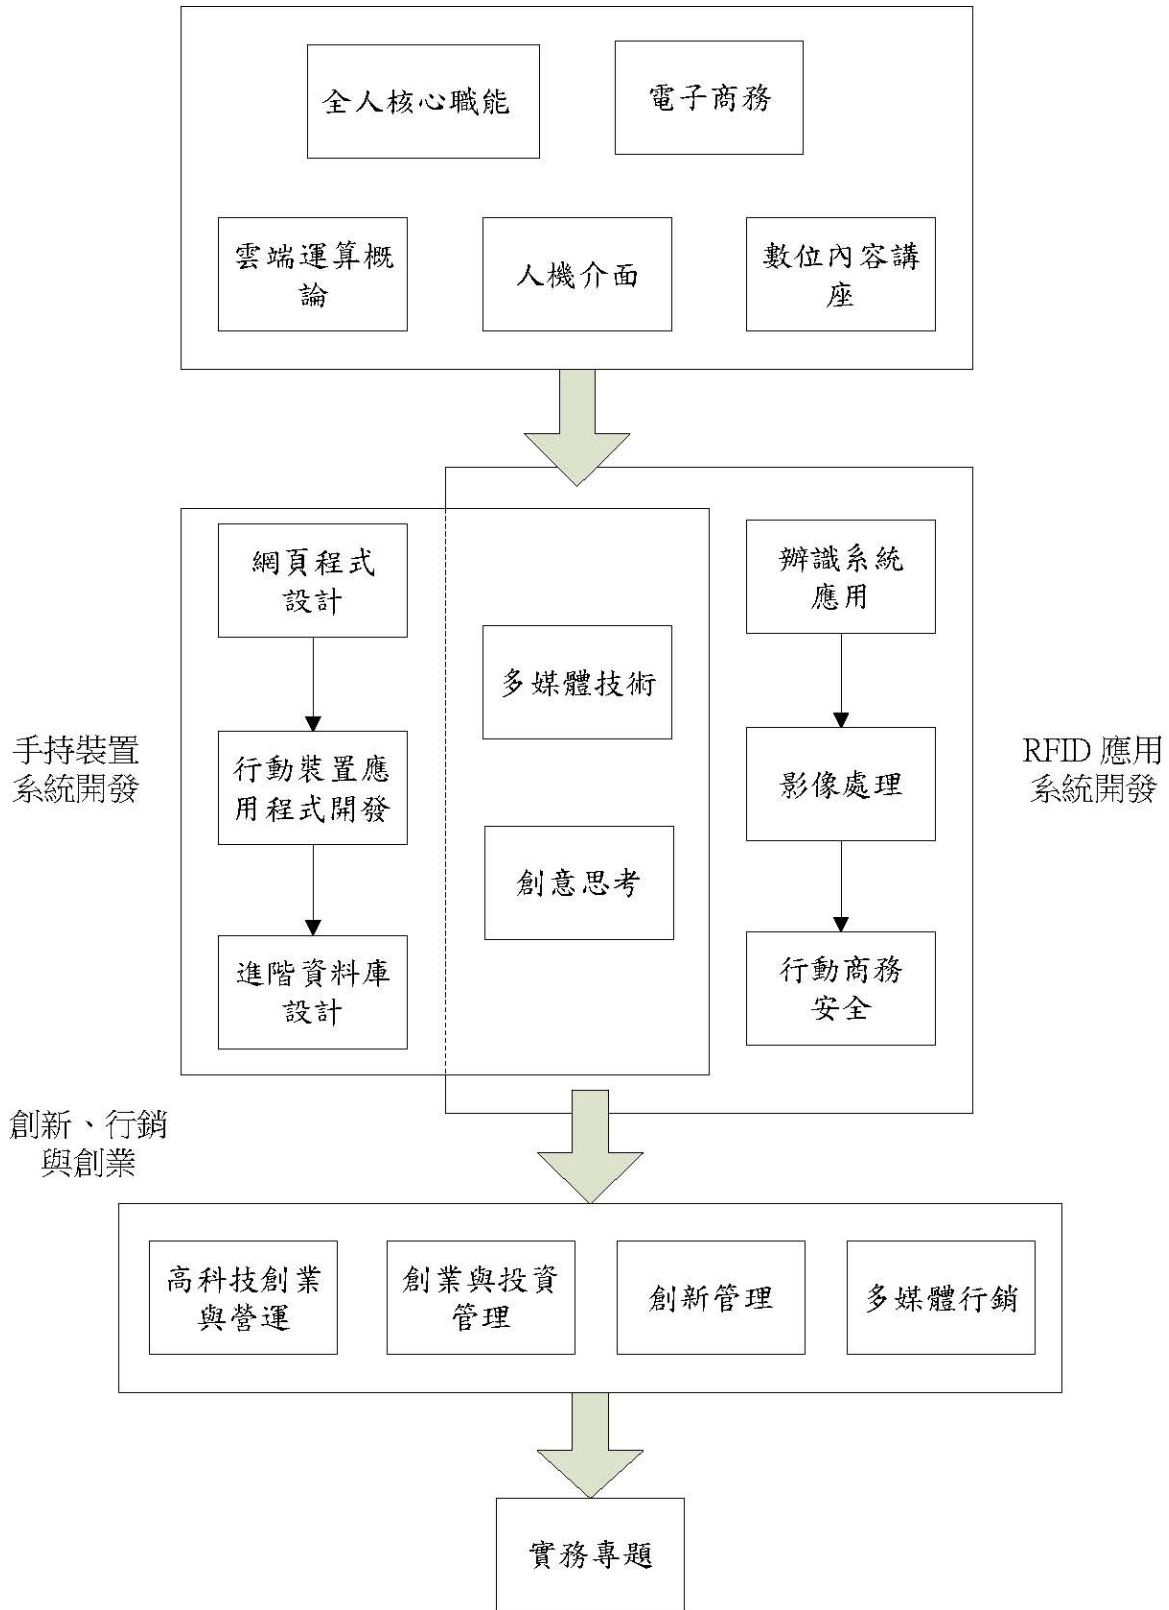 全人核心職能
電子商務
雲端運算概
論
人機介面
數位內容講
座
網頁程式
設計
多媒體技術
辨識系統
應用
手持裝置
系統開發
行動裝置應
用程式開發
影像處理
RFID 應用
系統開發
創意思考
進階資料庫
設計
行動商務
安全
創新、行銷
與創業
高科技創業
與營運
創業與投資
管理
創新管理
多媒體行銷
實務專題